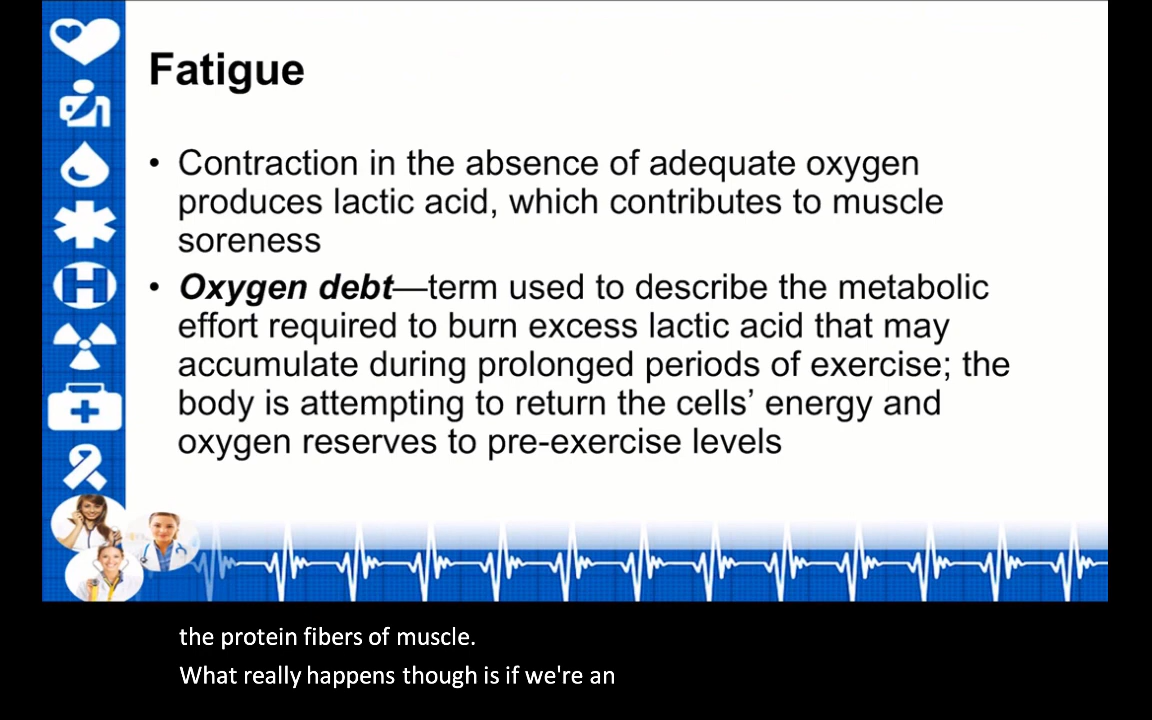 Fatigue
• Contraction in the absence of adequate oxygen
produces lactic acid, which contributes to muscle
soreness
• Oxygen debt—term used to describe the metabolic
effort required to burn excess lactic acid that may
accumulate during prolonged periods of exercise; the
body is attempting to return the cells’ energy and
oxygen reserves to pre-exercise levels
H
the protein fibers of muscle.
What really happens though is if we're an